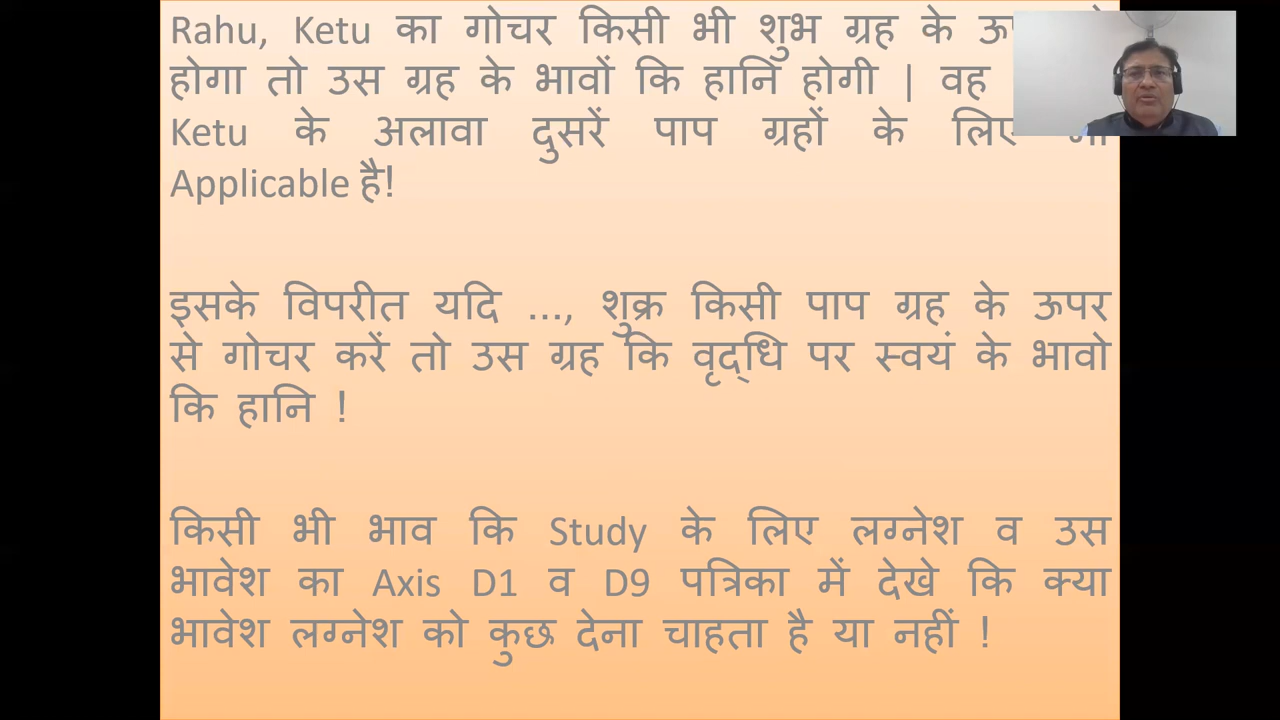 Rahu, Ketu का गोचर किसी भी शुभ ग्रह के
होगा तो उस ग्रह के भावों कि हानि होगी | वह
Ketu के अलावा दुसरें पाप ग्रहों के लिए
Applicable है!
इसके विपरीत यदि ..., शुक्र किसी पाप ग्रह के ऊपर
से गोचर करें तो उस ग्रह कि वृद्धि पर स्वयं के भावो
कि हानि !
किसी भी भाव कि Study के लिए लग्नेश व उस
भावेश का Axis D1 व D9 पत्रिका में देखे कि क्या
भावेश लग्नेश को कुछ देना चाहता है या नहीं !